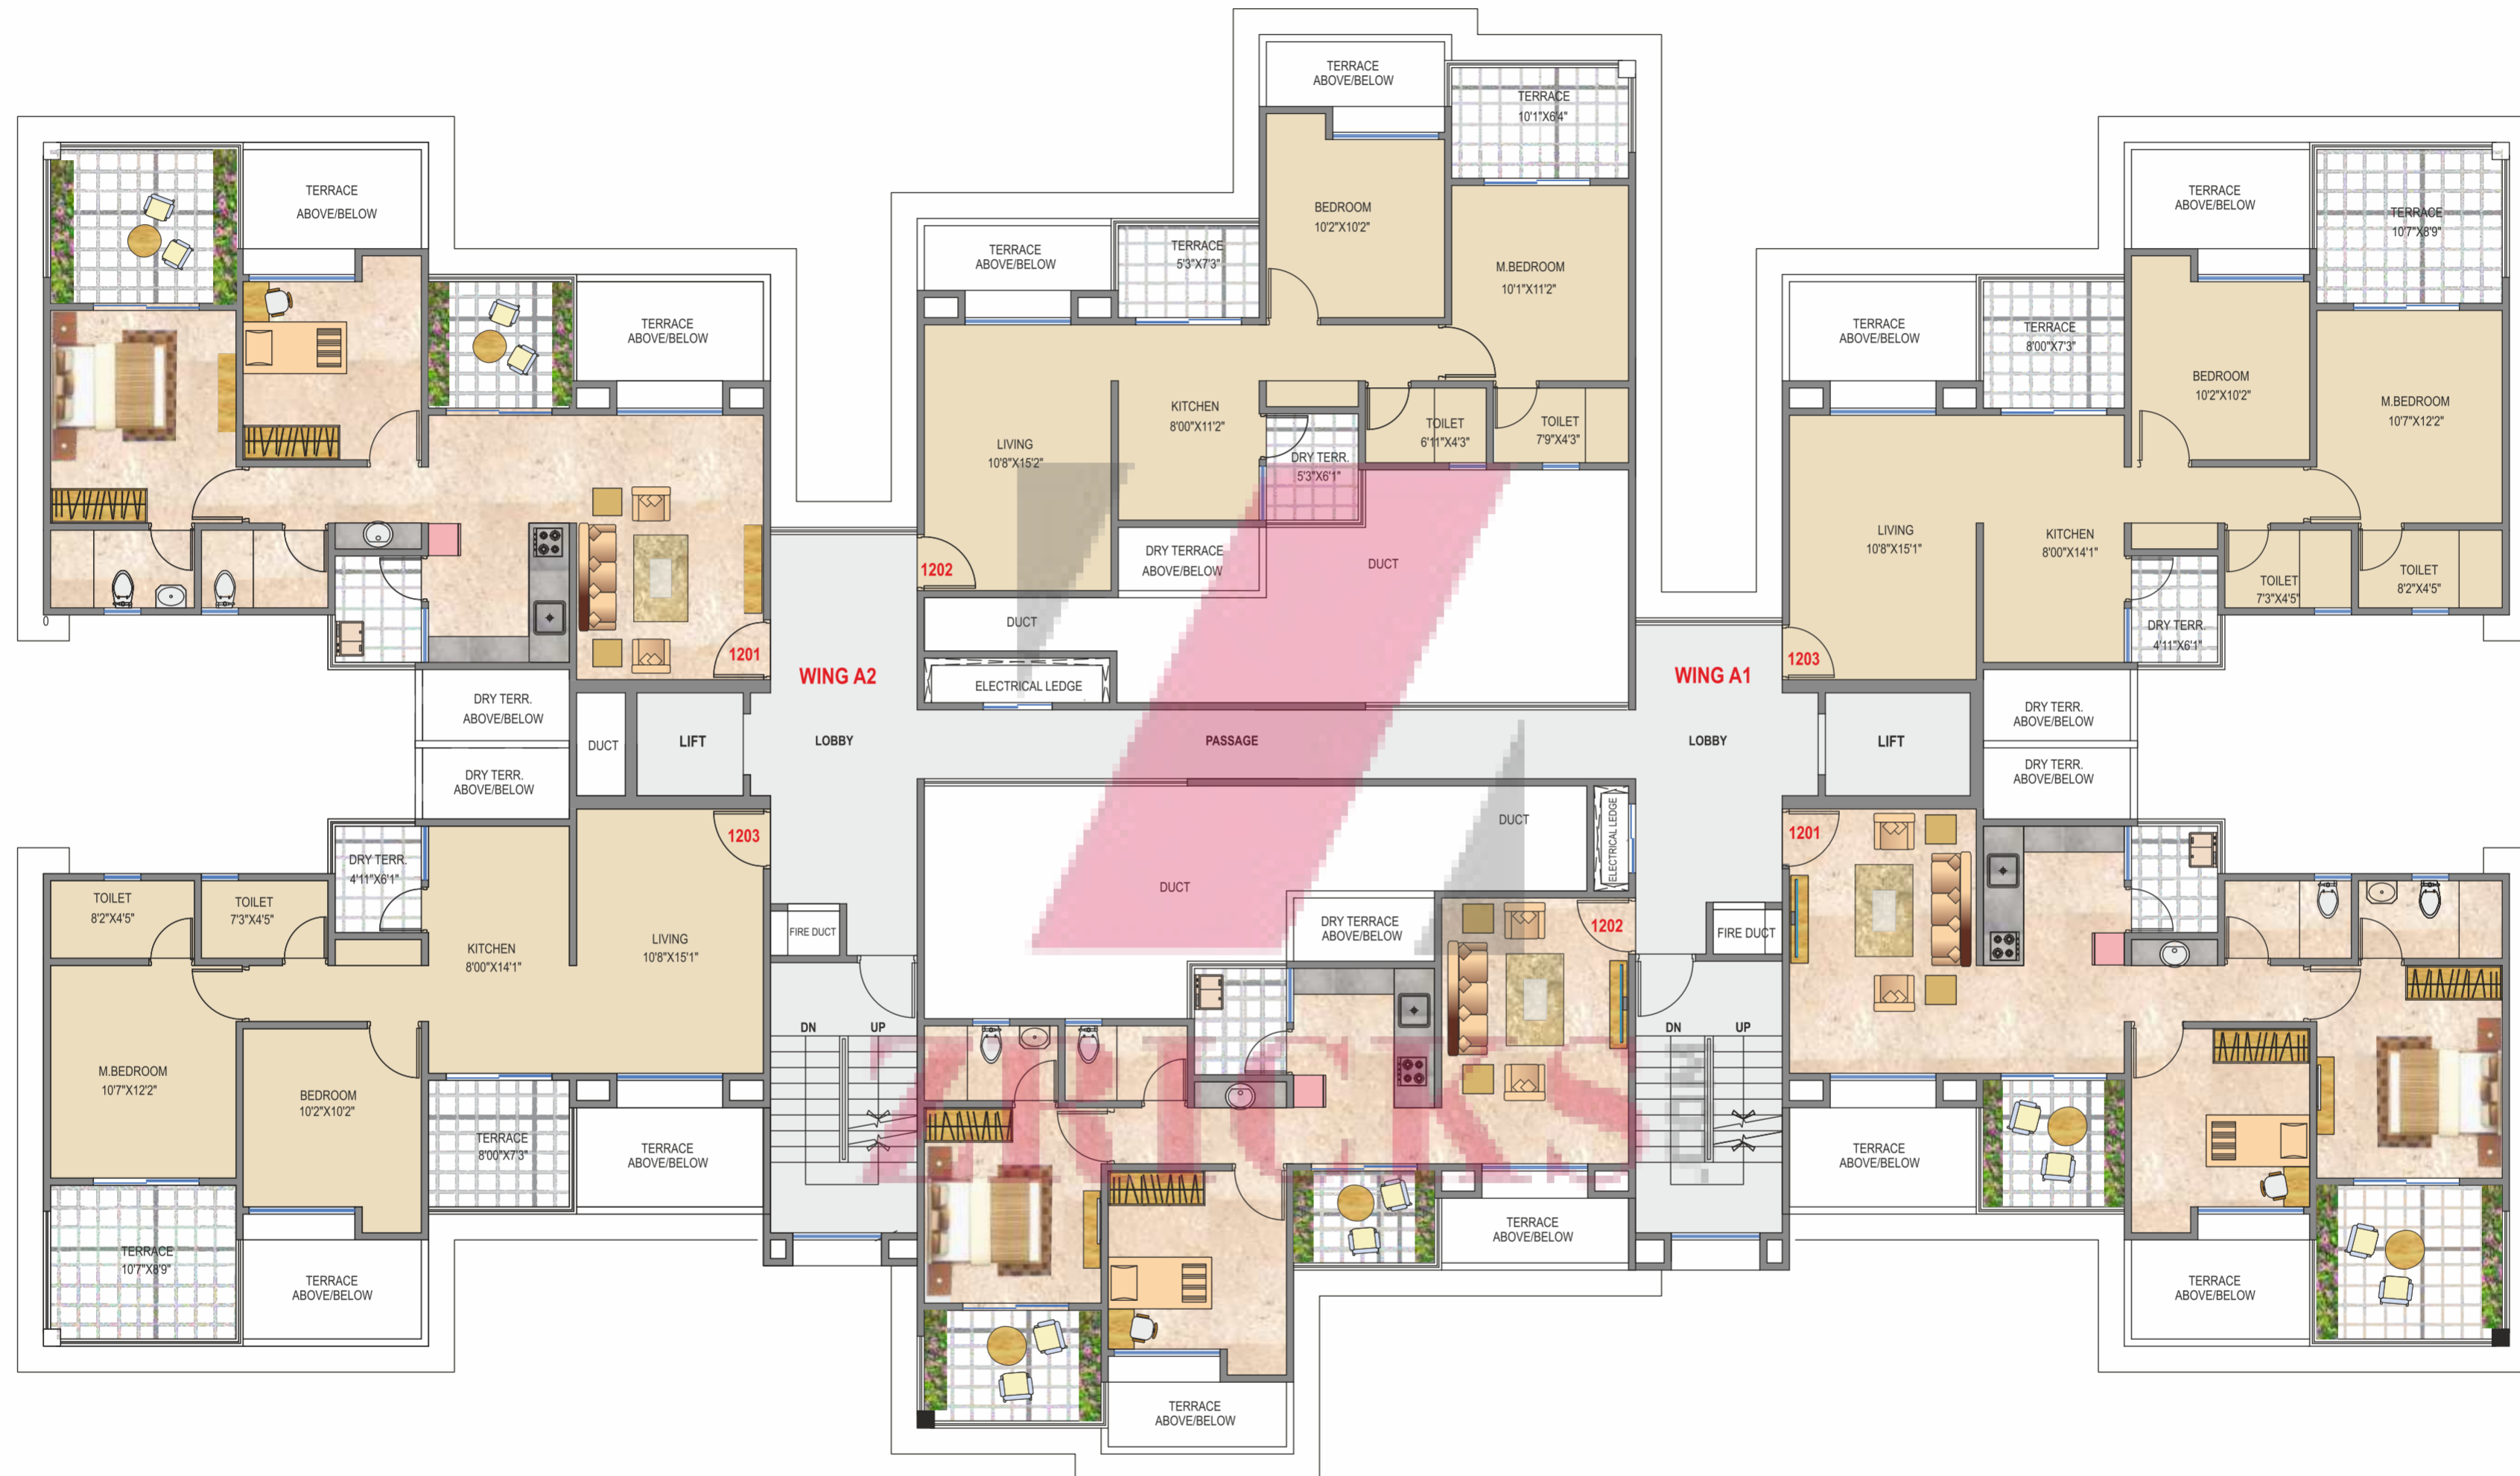 TERRACE
ABOVE/BELOW
TERRACE
10'1"X6'4"
BEDROOM
10'2"X10'2"
M.BEDROOM
10'1"X11'2"
TERRACE
ABOVE/BELOW
TERRACE
5'3"X7'3"
LIVING
10'8"X15'2"
KITCHEN
8'00"X11'2"
DRY TERR.
5'3"X6'1"
TOILET
6'11"X4'3"
TOILET
7'9"X4'3"
1202
DRY TERRACE
ABOVE/BELOW
DUCT
DUCT
ELECTRICAL LEDGE
TERRACE
ABOVE/BELOW
TERRACE
ABOVE/BELOW
0
1201
WING A2
DRY TERR.
ABOVE/BELOW
DRY TERR.
ABOVE/BELOW
DUCT
LIFT
LOBBY
PASSAGE
LOBBY
LIFT
WING A1
TERRACE
ABOVE/BELOW
TERRACE
10'7"X8'9"
TERRACE
ABOVE/BELOW
TERRACE
8'00"X7'3"
BEDROOM
10'2"X10'2"
M.BEDROOM
10'7"X12'2"
LIVING
10'8"X15'1"
KITCHEN
8'00"X14'1"
TOILET
7'3"X4'5"
TOILET
8'2"X4'5"
DRY TERR.
4'11"X6'1"
1203
DRY TERR.
ABOVE/BELOW
DRY TERR.
ABOVE/BELOW
1203
DRY TERR.
4'11"X6'1"
TOILET
8'2"X4'5"
TOILET
7'3"X4'5"
KITCHEN
8'00"X14'1"
LIVING
10'8"X15'1"
M.BEDROOM
10'7"X12'2"
BEDROOM
10'2"X10'2"
TERRACE
8'00"X7'3"
TERRACE
ABOVE/BELOW
TERRACE
10'7"X8'9"
TERRACE
ABOVE/BELOW
FIRE DUCT
DN
UP
DUCT
DUCT
ELECTRICAL LEDGE
DRY TERRACE
ABOVE/BELOW
1202
TERRACE
ABOVE/BELOW
TERRACE
ABOVE/BELOW
FIRE DUCT
DN
UP
1201
TERRACE
ABOVE/BELOW
TERRACE
ABOVE/BELOW
ZRICKS